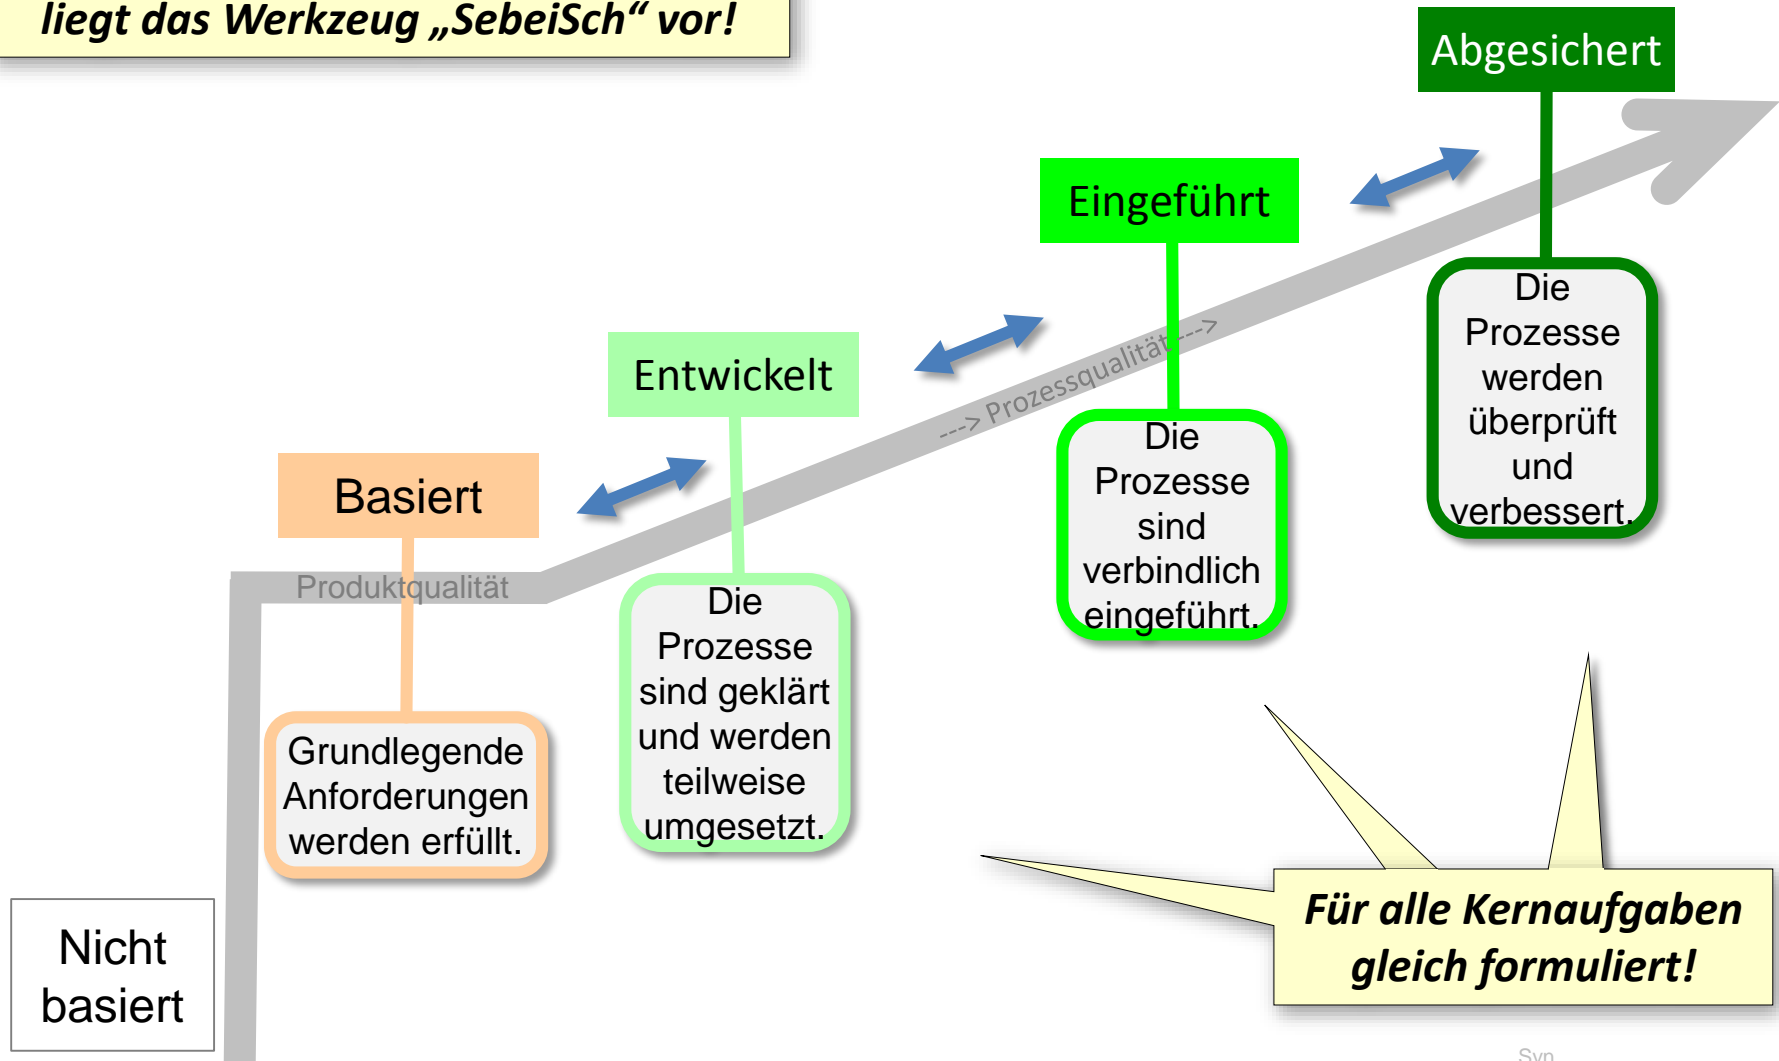 liegt das Werkzeug „SebeiSch“ vor!
Abgesichert
Eingeführt
Entwickelt
Basiert
Die
Prozesse
werden
überprüft
und
verbessert.
---> Prozessqualität --->
Die
Prozesse
sind
verbindlich
eingeführt.
Produktqualität
Die
Prozesse
sind geklärt
und werden
teilweise
umgesetzt.
Grundlegende
Anforderungen
werden erfüllt.
Nicht
basiert
Für alle Kernaufgaben
gleich formuliert!
Syn